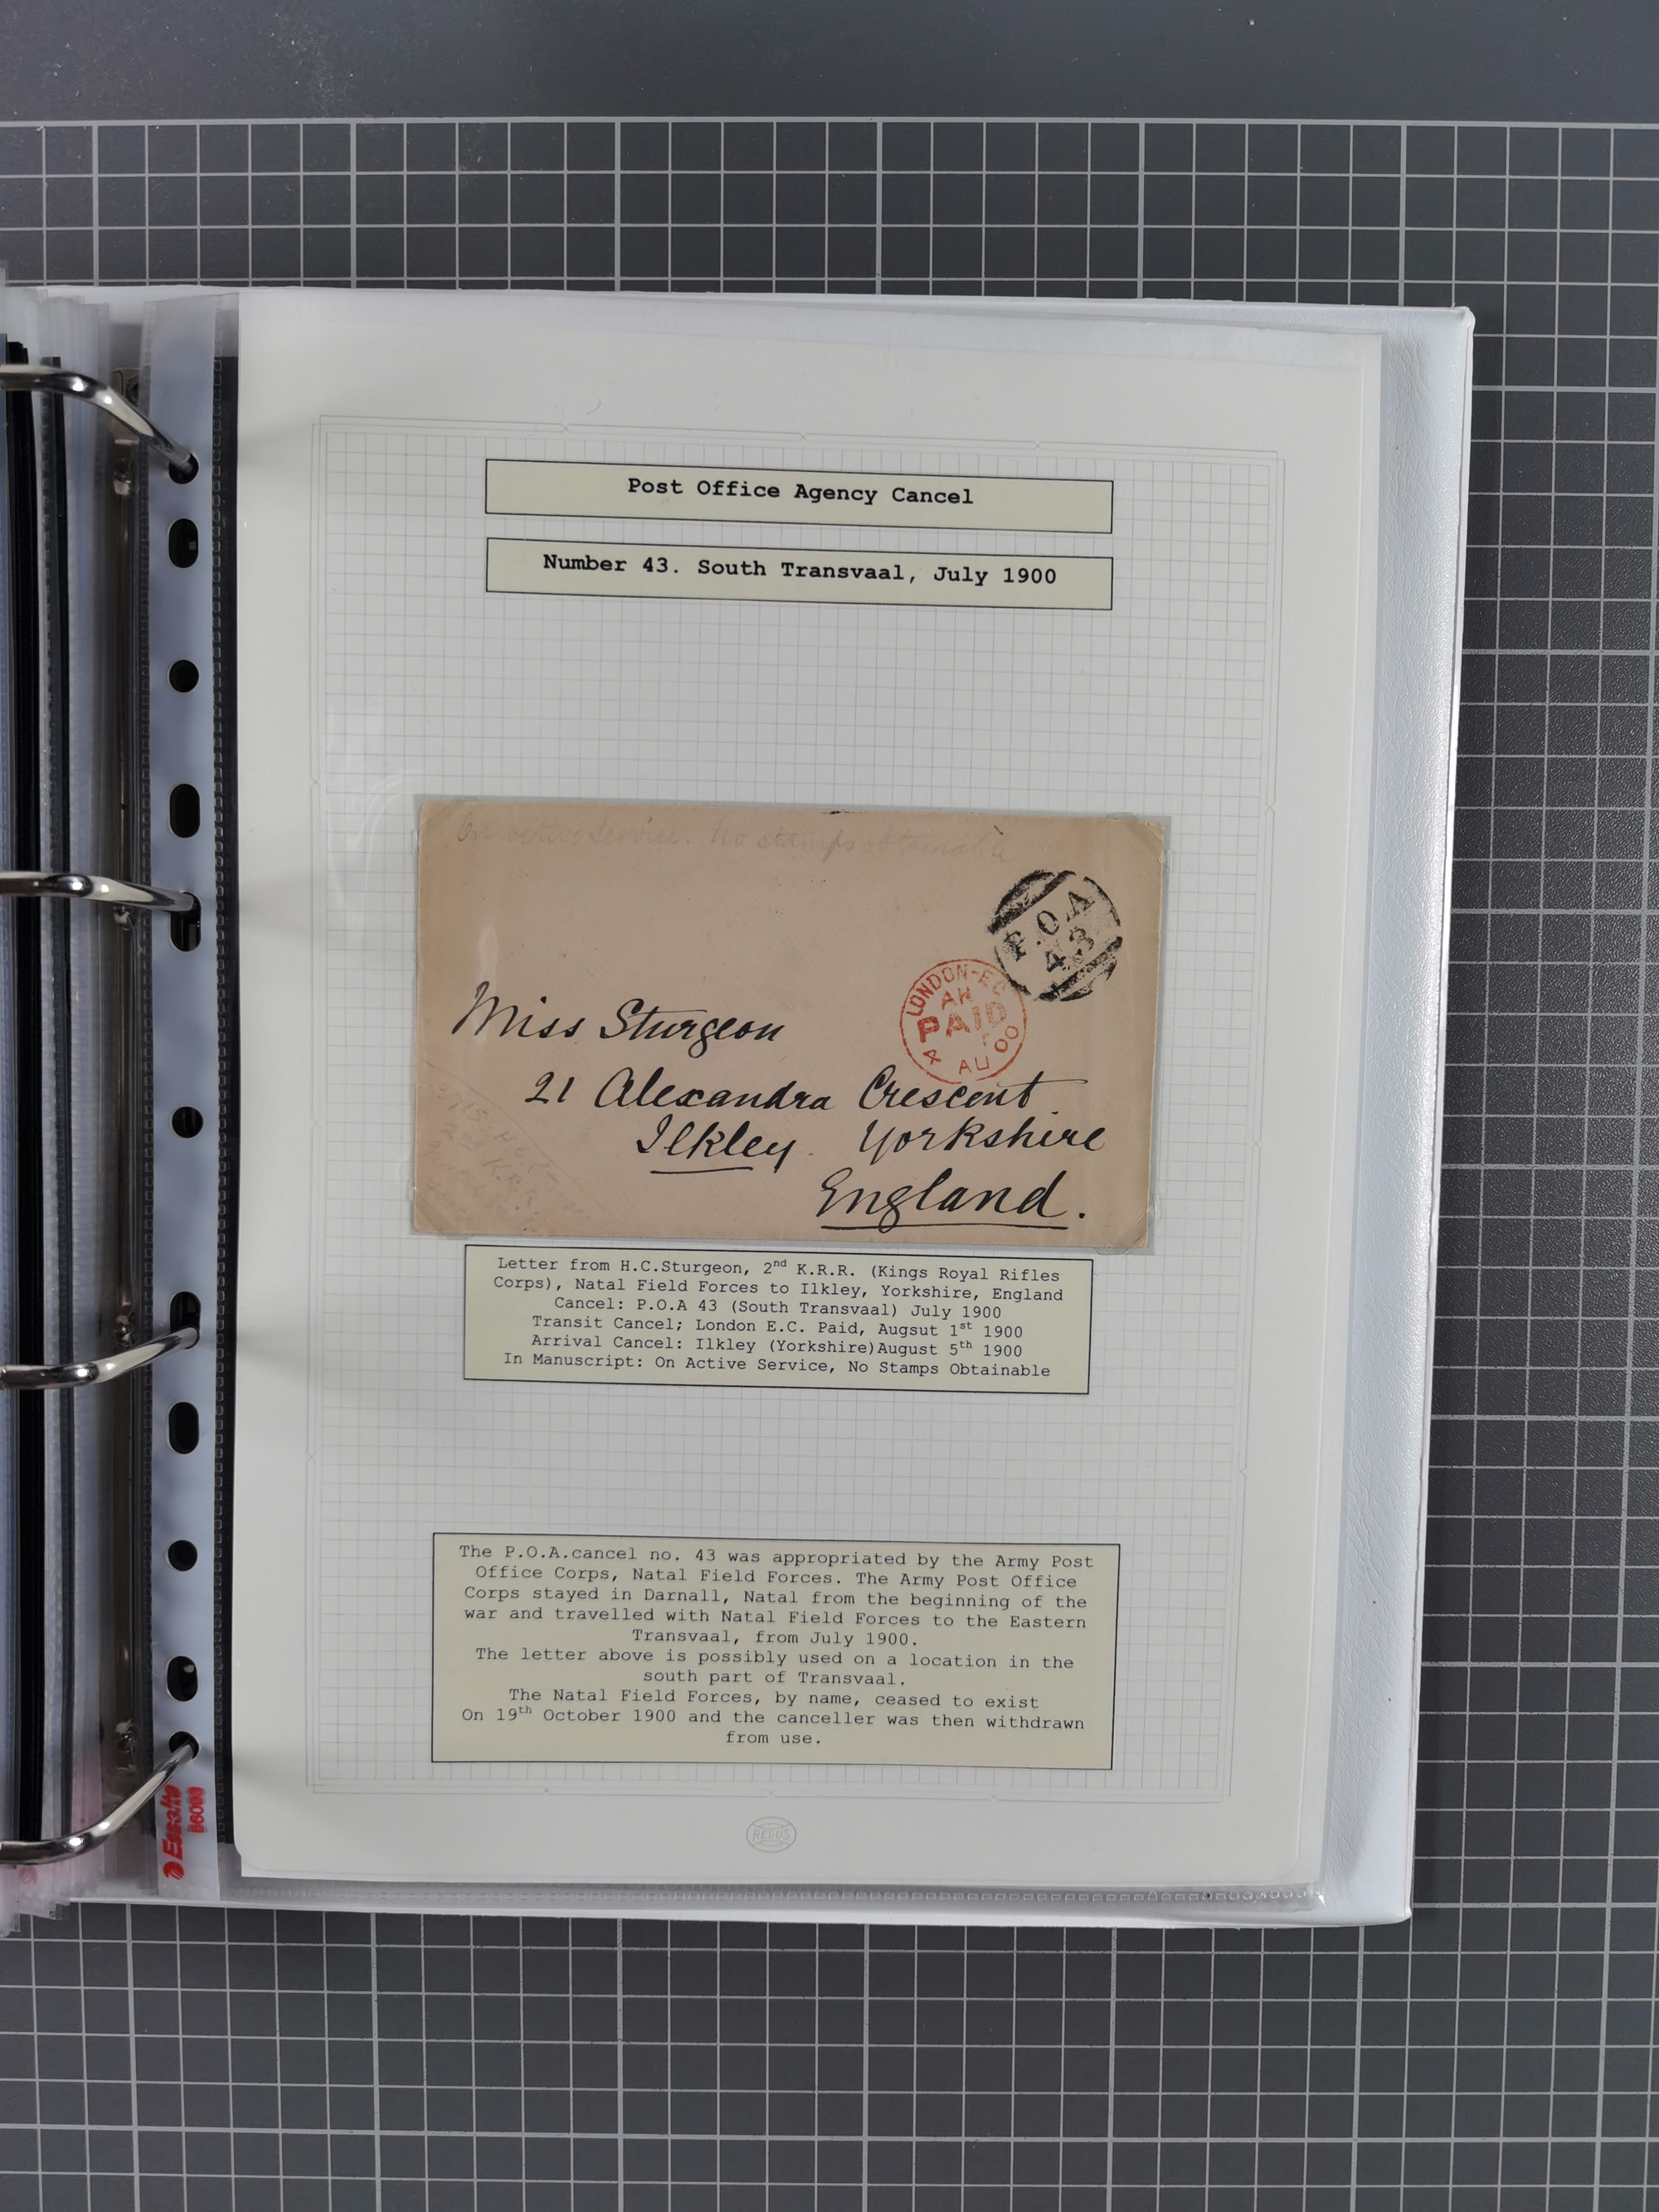 Post Office Agency Cancel
Number 43. South Transvaal, July 1900
On active Service. No stamps obtainable
P.O.A
43
LONDON-EC
AH
PAID
4 AU 00
Miss Sturgeon
21 Alexandra Crescent
Ilkley. Yorkshire
England.
K.R.R.
Letter from H.C.Sturgeon, 2nd K.R.R. (Kings Royal Rifles
Corps), Natal Field Forces to Ilkley, Yorkshire, England
Cancel: P.O.A 43 (South Transvaal) July 1900
Transit Cancel; London E.C. Paid, Augsut 1st 1900
Arrival Cancel: Ilkley (Yorkshire)August 5th 1900
In Manuscript: On Active Service, No Stamps Obtainable
The P.O.A.cancel no. 43 was appropriated by the Army Post
Office Corps, Natal Field Forces. The Army Post Office
Corps stayed in Darnall, Natal from the beginning of the
war and travelled with Natal Field Forces to the Eastern
Transvaal, from July 1900.
The letter above is possibly used on a location in the
south part of Transvaal.
The Natal Field Forces, by name, ceased to exist
On 19th October 1900 and the canceller was then withdrawn
from use.
REDUS
Esselte